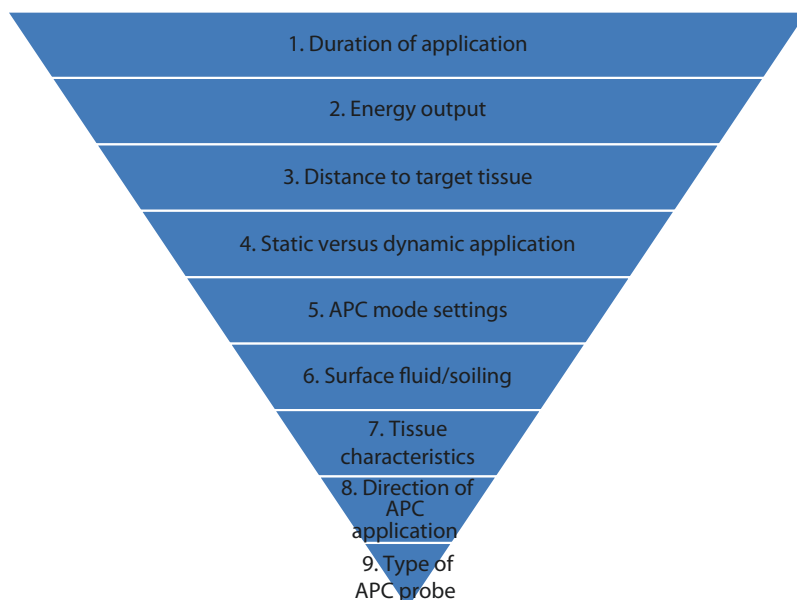 1. Duration of application
2. Energy output
3. Distance to target tissue
4. Static versus dynamic application
5. APC mode settings
6. Surface fluid/soiling
7. Tissue
characteristics
8. Direction of
APC
application
9. Type of
APC probe